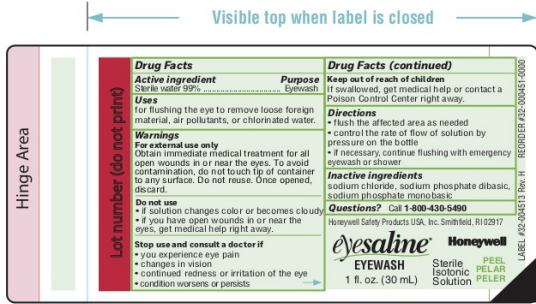 Visible top when label is closed
Hinge Area
Lot number (do not print)
Drug Facts
Active ingredient Purpose
Sterile water 99% ........................ Eyewash
Uses
for flushing the eye to remove loose foreign
material, air pollutants, or chlorinated water.
Warnings
For external use only
Obtain immediate medical treatment for all
open wounds in or near the eyes. To avoid
contamination, do not touch tip of container
to any surface. Do not reuse. Once opened,
discard.
Do not use
• if solution changes color or becomes cloudy
• if you have open wounds in or near the
eyes, get medical help right away.
Stop use and consult a doctor if
• you experience eye pain
• changes in vision
• continued redness or irritation of the eye
• condition worsens or persists
Drug Facts (continued)
Keep out of reach of children
If swallowed, get medical help or contact a
Poison Control Center right away.
Directions
• flush the affected area as needed
• control the rate of flow of solution by
pressure on the bottle
• if necessary, continue flushing with emergency
eyewash or shower
Inactive ingredients
sodium chloride, sodium phosphate dibasic,
sodium phosphate monobasic
Questions? Call 1-800-430-5490
Honeywell Safety Products USA, Inc. Smithfield, RI 02917
eyesaline® Honeywell
EYEWASH
1 fl. oz. (30 mL)
Sterile
Isotonic
Solution
PEEL
PELAR
PELER
LABEL #32-004513 Rev. H REORDER #32-000451-0000